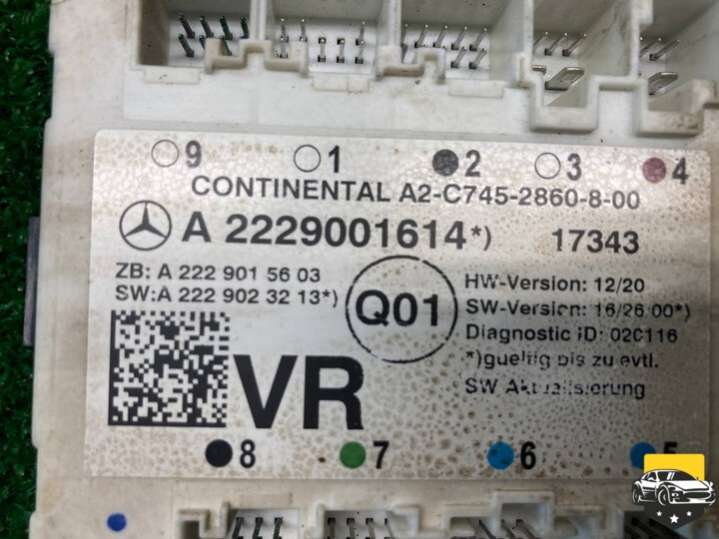 9 1 2 3 4
CONTINENTAL A2-C745-2860-8-00
A 2229001614*) 17343
ZB: A 222 901 56 03
SW:A 222 902 32 13*)
Q01
HW-Version: 12/20
SW-Version: 16/26 00*)
Diagnostic ID: 020116
*)gueltig bis zu evtl.
SW Aktualisierung
VR
8 7 6 5